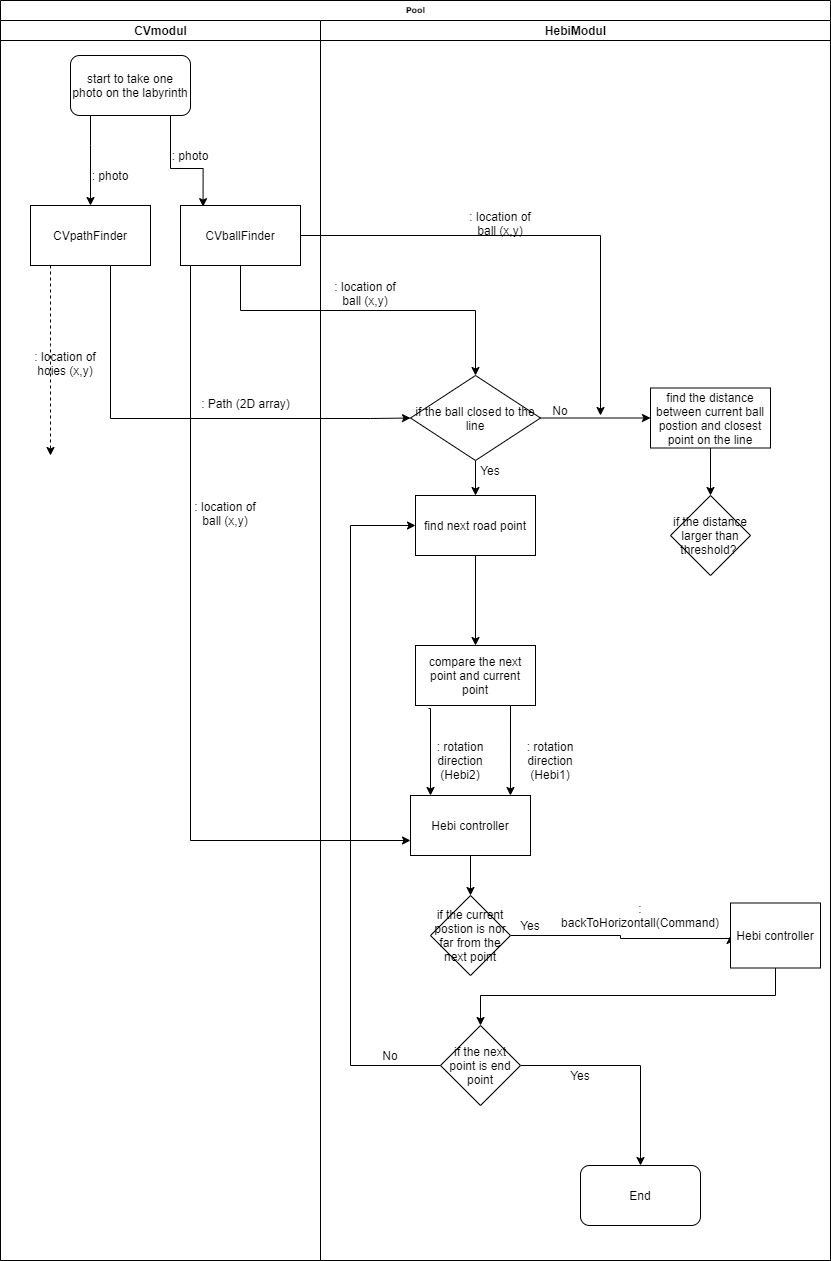 Pool
CVmodul
HebiModul
start to take one
photo on the labyrinth
: photo
: photo
CVpathFinder
CVballFinder
: location of
ball (x,y)
: location of
ball (x,y)
: location of
holes (x,y)
: Path (2D array)
if the ball closed to the
line
No
find the distance
between current ball
postion and closest
point on the line
Yes
: location of
ball (x,y)
find next road point
if the distance
larger than
threshold?
compare the next
point and current
point
: rotation
direction
(Hebi2)
: rotation
direction
(Hebi1)
Hebi controller
if the current
postion is nor
far from the
next point
Yes
:
backToHorizontall(Command)
Hebi controller
No
if the next
point is end
point
Yes
End